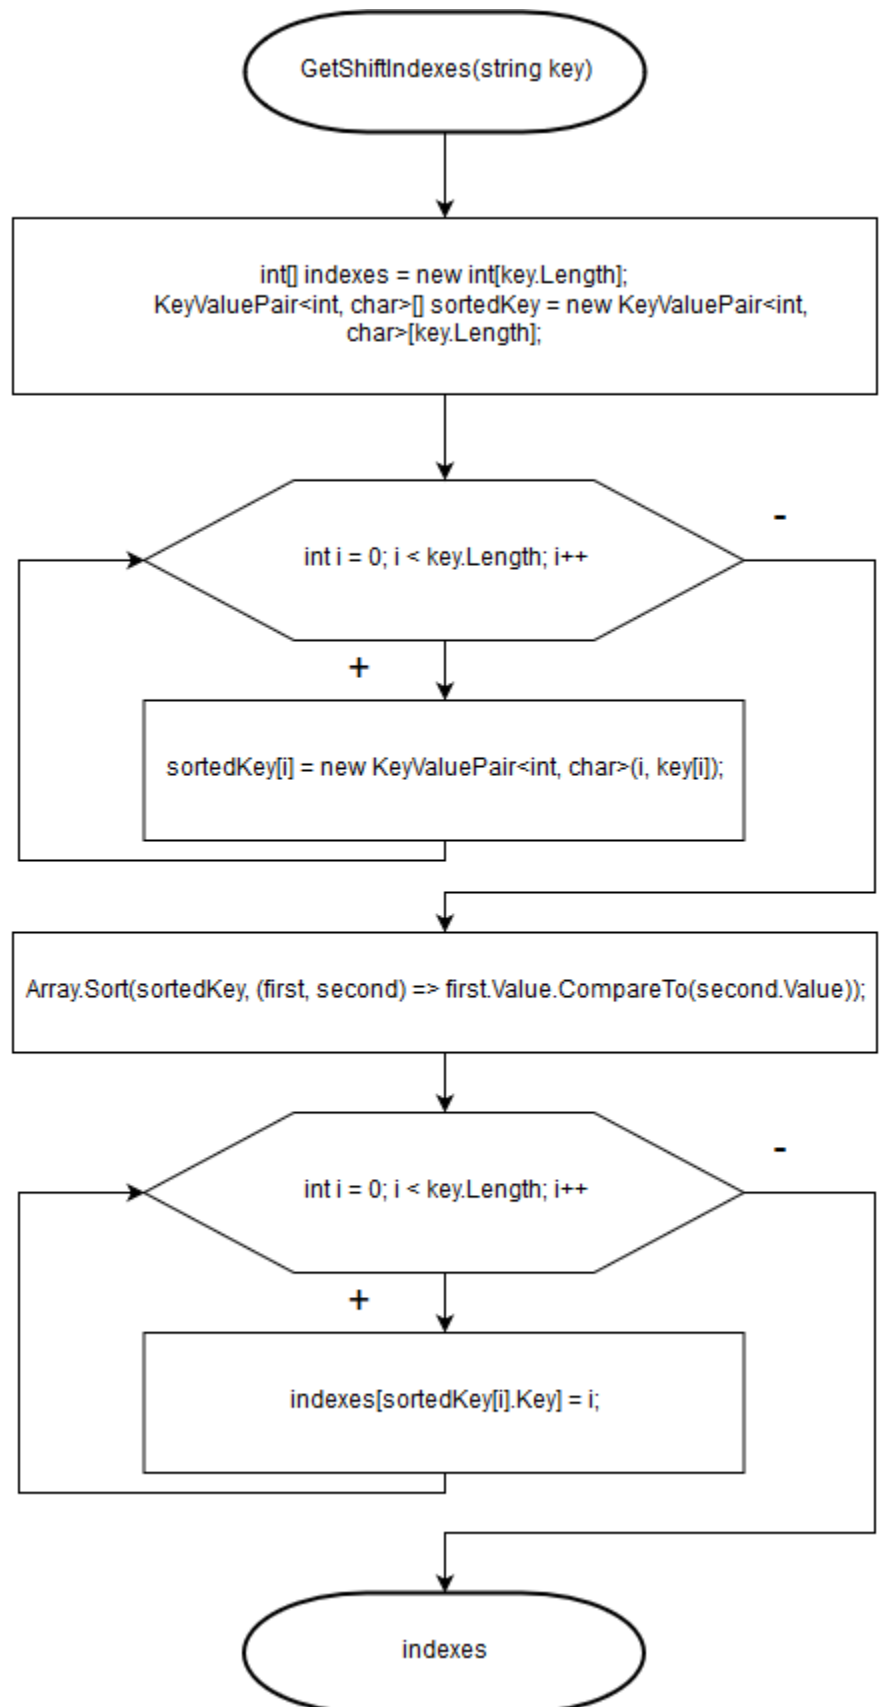 GetShiftIndexes(string key)
int[] indexes = new int[key.Length];
KeyValuePair<int, char>[] sortedKey = new KeyValuePair<int,
char>[key.Length];
int i = 0; i < key.Length; i++
-
+
sortedKey[i] = new KeyValuePair<int, char>(i, key[i]);
Array.Sort(sortedKey, (first, second) => first.Value.CompareTo(second.Value));
int i = 0; i < key.Length; i++
-
+
indexes[sortedKey[i].Key] = i;
indexes